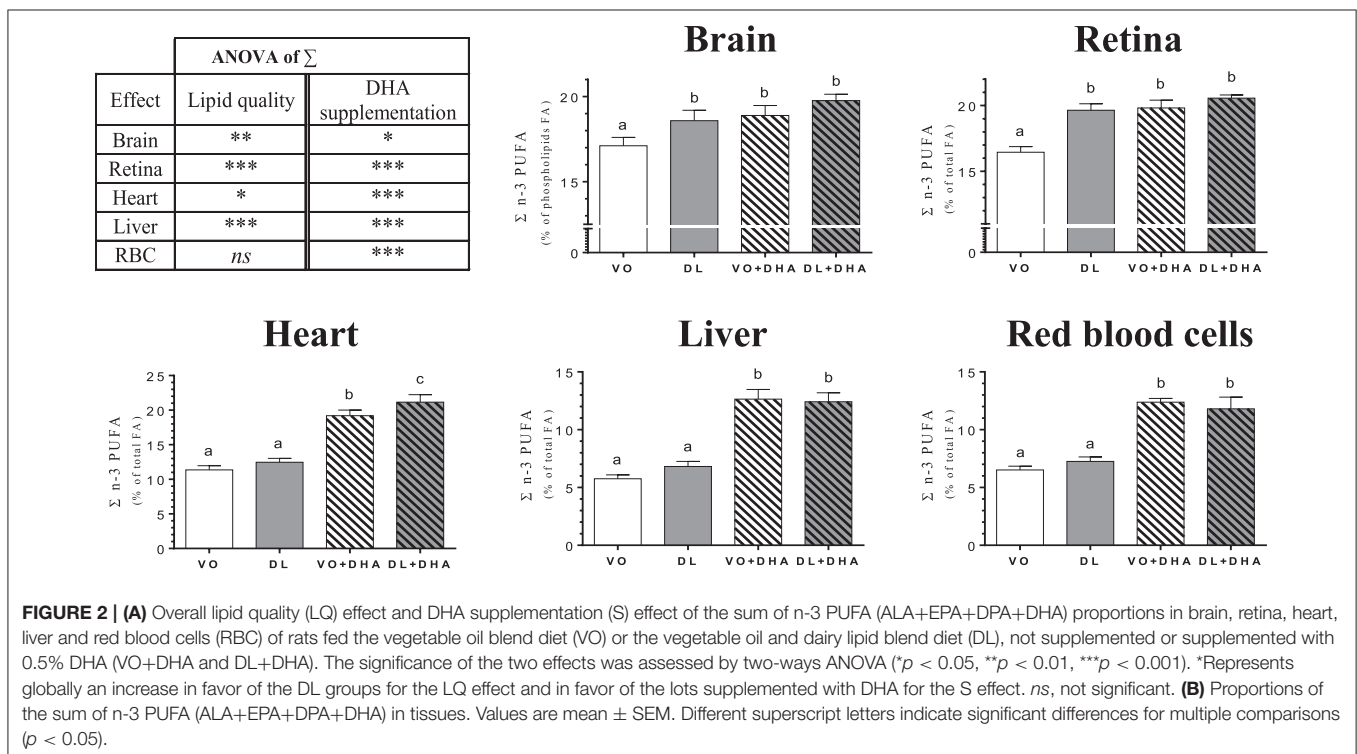 ANOVA of ∑
Effect Lipid quality DHA supplementation
Brain ** *
Retina *** ***
Heart * ***
Liver *** ***
RBC ns ***
Brain
Σ n-3 PUFA
(% of phospholipids FA)
20
15
0
a b b b
VO DL VO+DHA DL+DHA
Retina
Σ n-3 PUFA
(% of total FA)
20
15
0
a b b b
VO DL VO+DHA DL+DHA
Heart
Σ n-3 PUFA
(% of total FA)
25
20
15
10
5
0
a a b c
VO DL VO+DHA DL+DHA
Liver
Σ n-3 PUFA
(% of total FA)
15
10
5
0
a a b b
VO DL VO+DHA DL+DHA
Red blood cells
Σ n-3 PUFA
(% of total FA)
15
10
5
0
a a b b
VO DL VO+DHA DL+DHA
FIGURE 2 | (A) Overall lipid quality (LQ) effect and DHA supplementation (S) effect of the sum of n-3 PUFA (ALA+EPA+DPA+DHA) proportions in brain, retina, heart,
liver and red blood cells (RBC) of rats fed the vegetable oil blend diet (VO) or the vegetable oil and dairy lipid blend diet (DL), not supplemented or supplemented with
0.5% DHA (VO+DHA and DL+DHA). The significance of the two effects was assessed by two-ways ANOVA (*p < 0.05, **p < 0.01, ***p < 0.001). *Represents
globally an increase in favor of the DL groups for the LQ effect and in favor of the lots supplemented with DHA for the S effect. ns, not significant. (B) Proportions of
the sum of n-3 PUFA (ALA+EPA+DPA+DHA) in tissues. Values are mean ± SEM. Different superscript letters indicate significant differences for multiple comparisons
(p < 0.05).